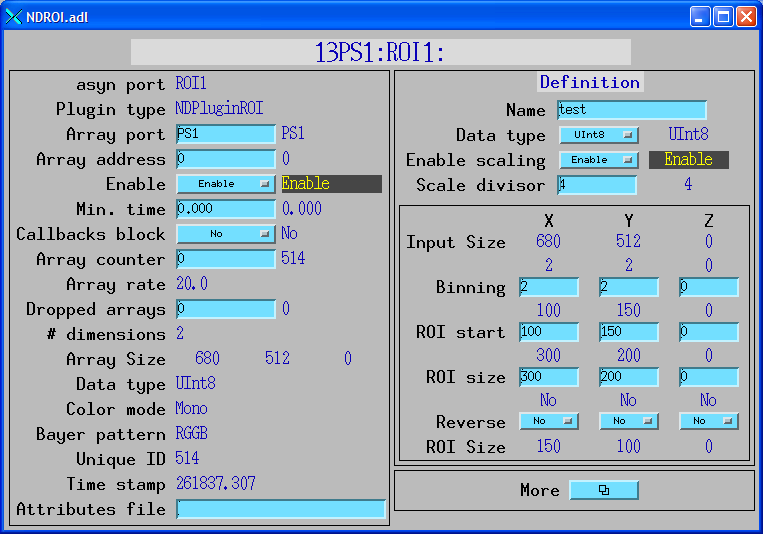 NDROI.adl
13PS1:ROI1:
asyn port ROI1
Plugin type NDPluginROI
Array port PS1 PS1
Array address 0 0
Enable Enable Enable
Min. time 0.000 0.000
Callbacks block No No
Array counter 0 514
Array rate 20.0
Dropped arrays 0 0
# dimensions 2
Array Size 680 512 0
Data type UInt8
Color mode Mono
Bayer pattern RGGB
Unique ID 514
Time stamp 261837.307
Attributes file
Definition
Name test
Data type UInt8 UInt8
Enable scaling Enable Enable
Scale divisor 4 4
X Y Z
Input Size 680 512 0
2 2 0
Binning 2 2 0
100 150 0
ROI start 100 150 0
300 200 0
ROI size 300 200 0
No No No
Reverse No No No
ROI Size 150 100 0
More